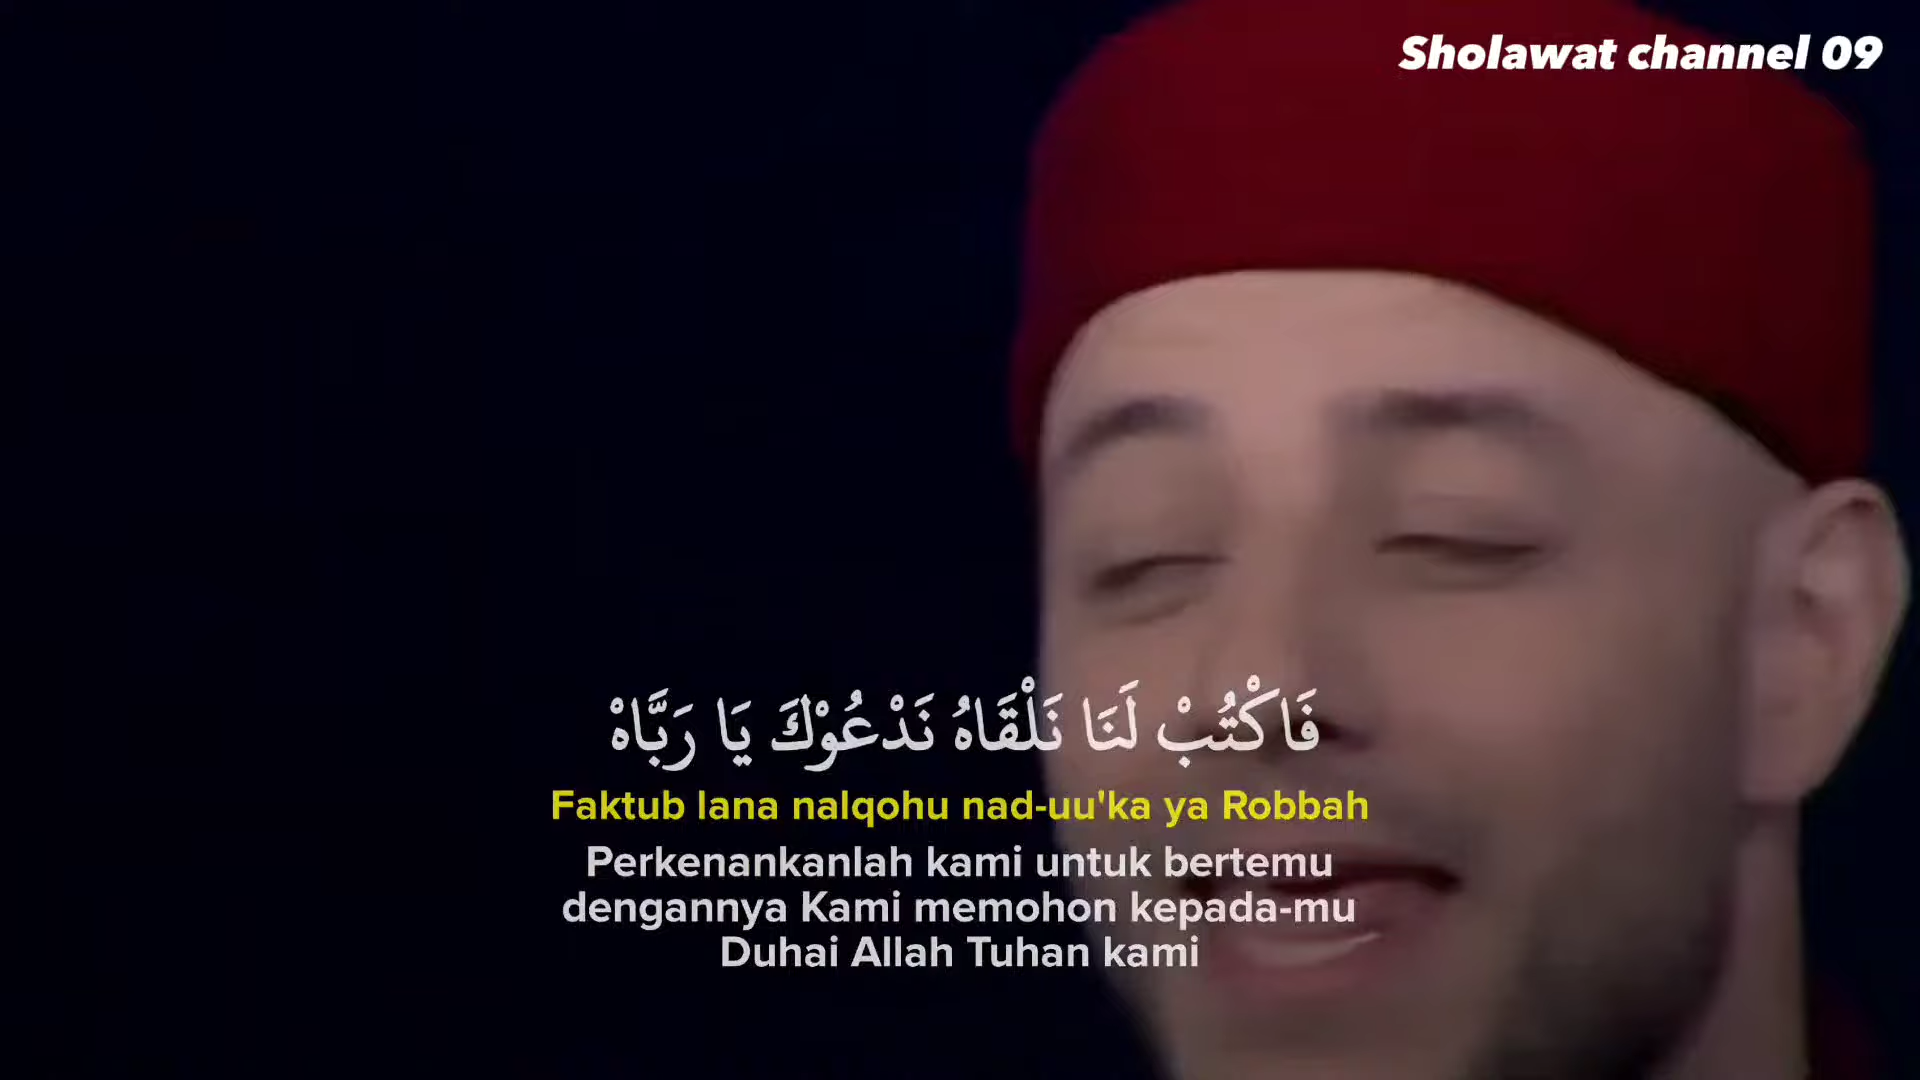 Sholawat channel 09
فَاكْتُبْ لَنَا نَلْقَاهُ نَدْعُوْكَ يَا رَبَّاهْ
Faktub lana nalqohu nad-uu'ka ya Robbah
Perkenankanlah kami untuk bertemu
dengannya Kami memohon kepada-mu
Duhai Allah Tuhan kami